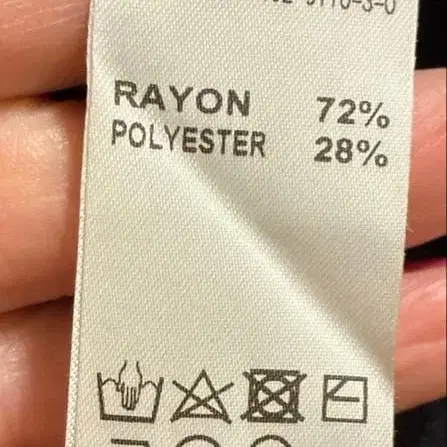 RAYON 72%
POLYESTER 28%